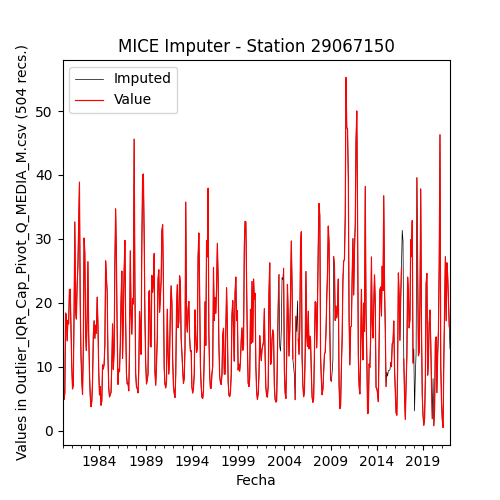 MICE Imputer - Station 29067150
Imputed
Value
Values in Outlier_IQR_Cap_Pivot_Q_MEDIA_M.csv (504 recs.)
50
40
30
20
10
0
1984 1989 1994 1999 2004 2009 2014 2019
Fecha